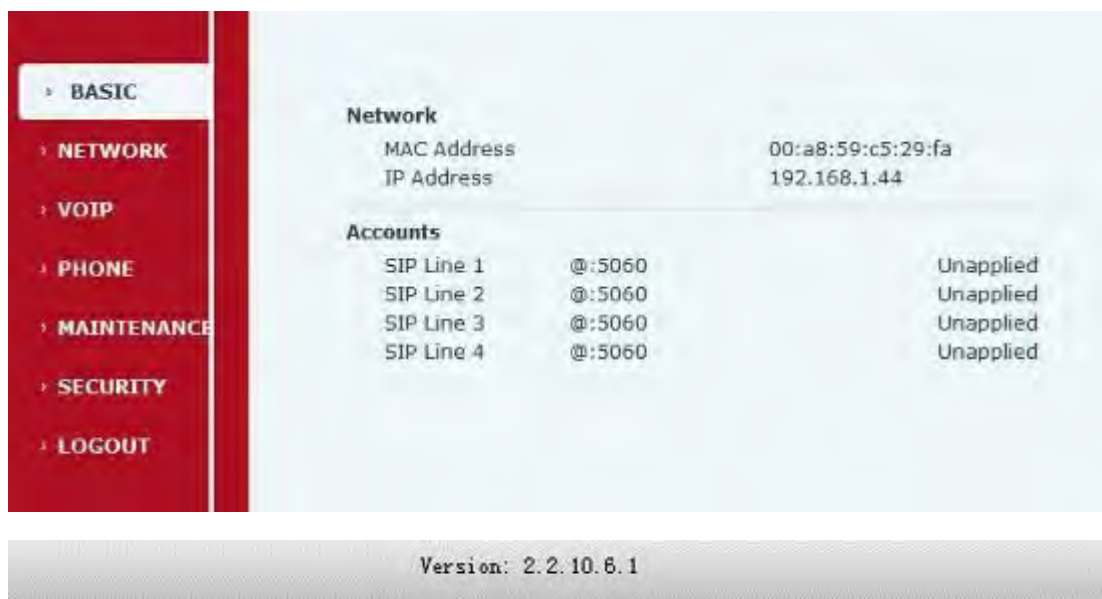 BASIC
NETWORK
VOIP
PHONE
MAINTENANCE
SECURITY
LOGOUT
Network
MAC Address 00:a8:59:c5:29:fa
IP Address 192.168.1.44
Accounts
SIP Line 1 @:5060 Unapplied
SIP Line 2 @:5060 Unapplied
SIP Line 3 @:5060 Unapplied
SIP Line 4 @:5060 Unapplied
Version: 2.2.10.6.1